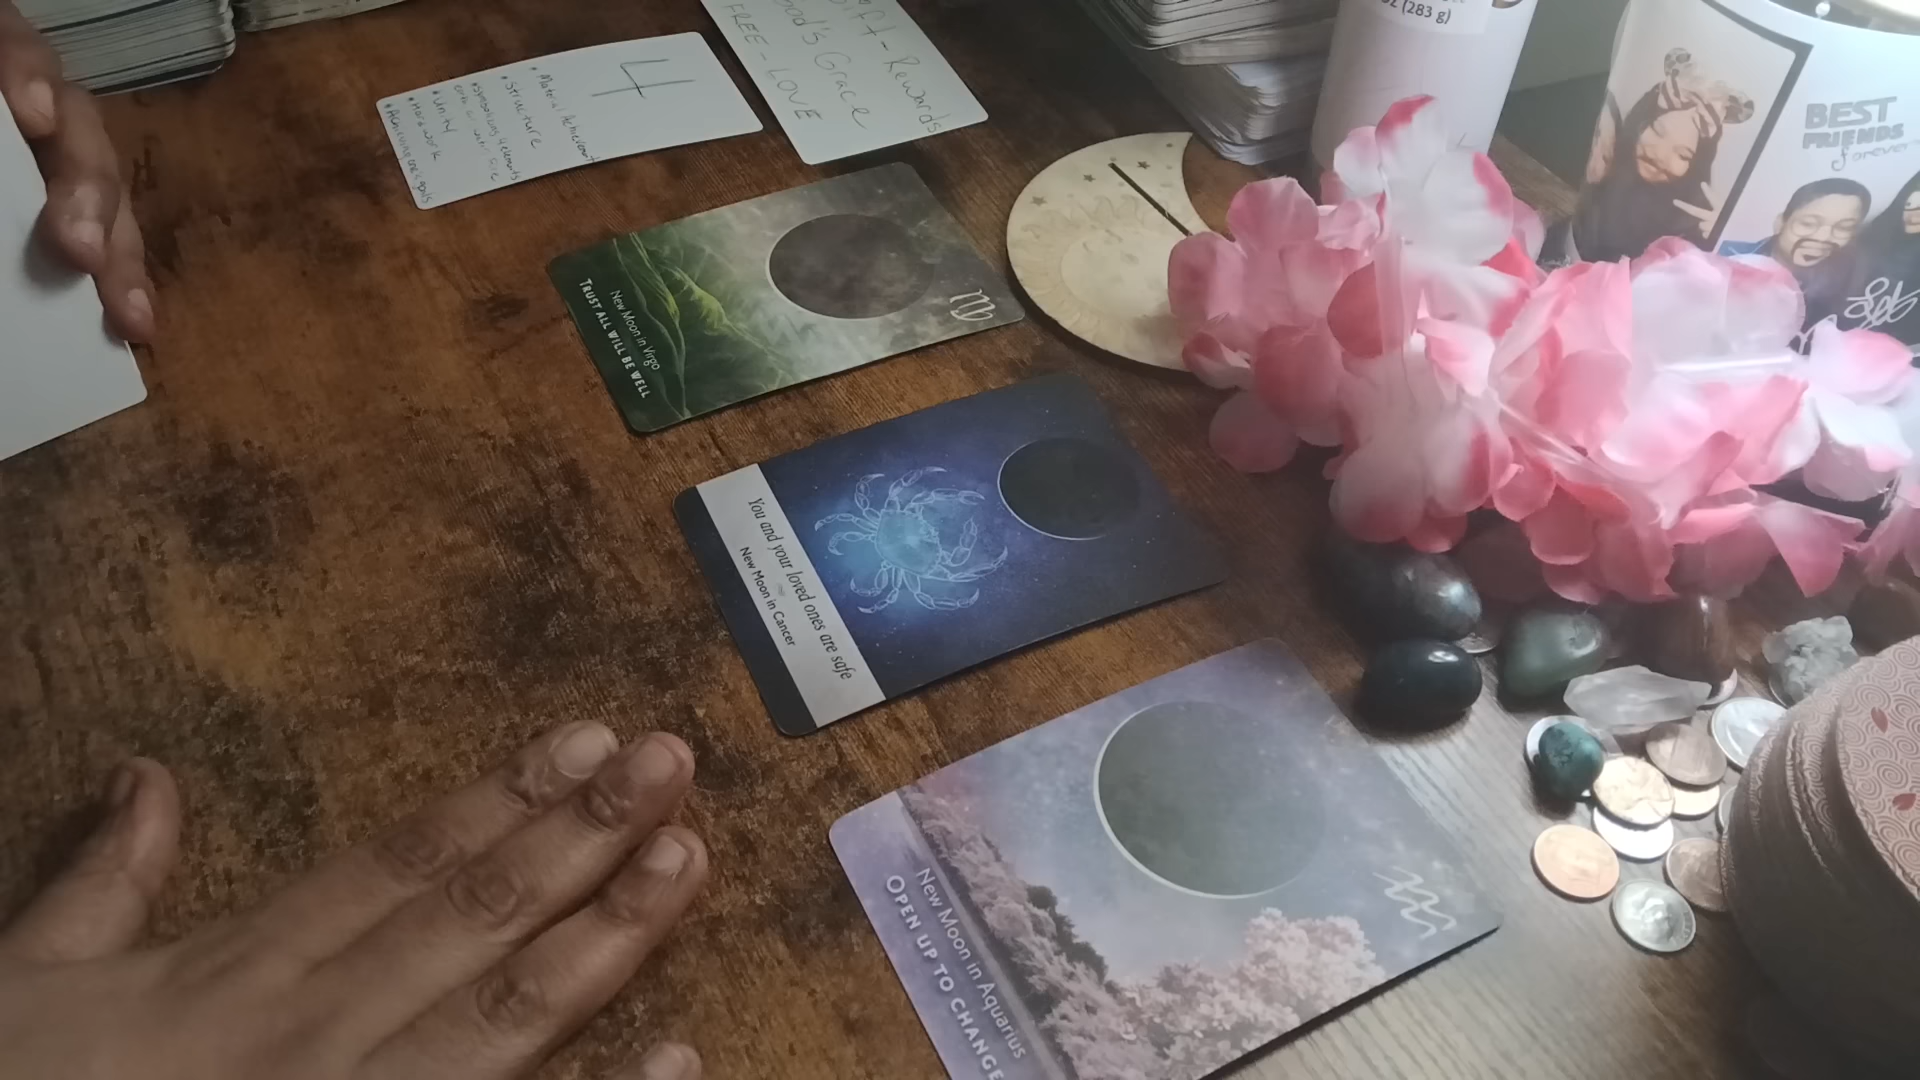 4
• Material
• Structure
• Unity
• Hard work
Rewards
God's Grace
FREE - LOVE
(283 g)
BEST
FRIENDS
forever
New Moon in Virgo
TRUST ALL WILL BE WELL
You and your loved ones are safe
New Moon in Cancer
New Moon in Aquarius
OPEN UP TO CHANGE